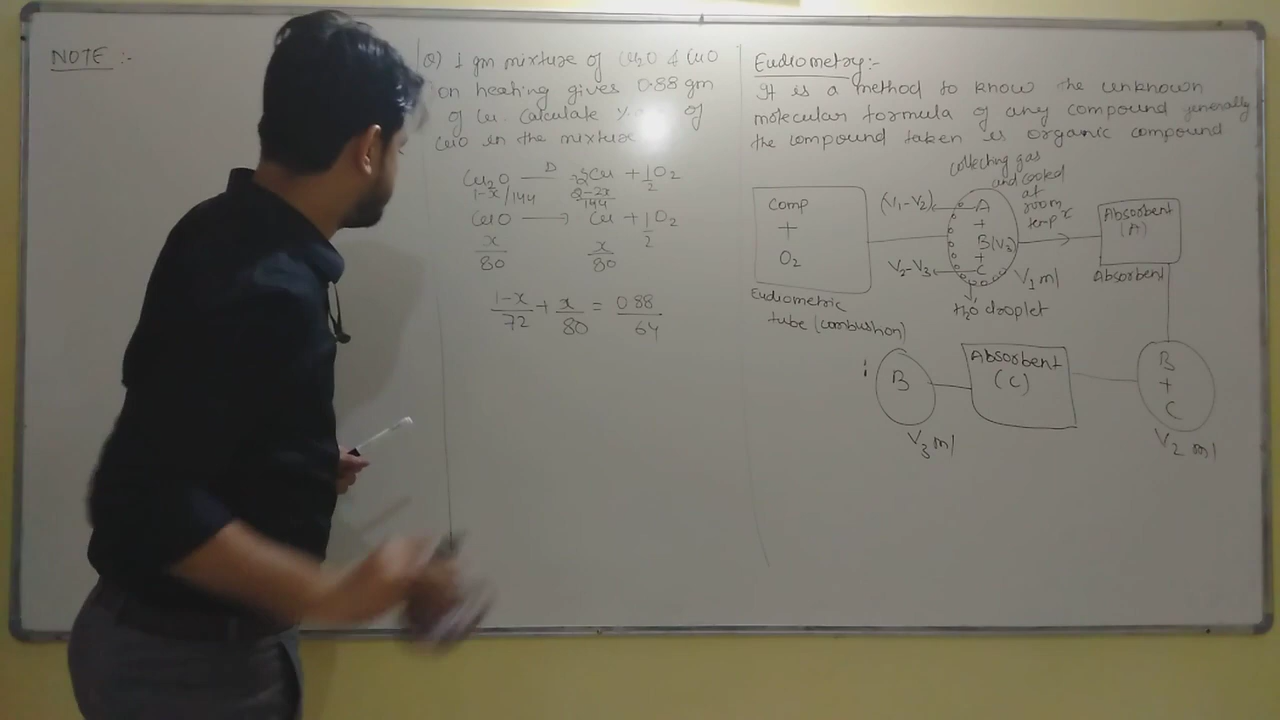 NOTE :-
Q) 1 gm mixture of Cu2O & CuO
on heating gives 0.88 gm
of Cu. Calculate %. of
CuO in the mixture
Cu2O —Δ— 2Cu + 1/2 O2
1-x/144 2-2x/144
CuO ⟶ Cu + 1/2 O2
x/80 x/80
1-x/72 + x/80 = 0.88/64
Eudiometry:-
It is a method to know the unknown
molecular formula of any compound generally
the compound taken is organic compound
collecting gas
and cooled
at
room
temp
Comp
+
O2
Eudiometric
tube (combustion)
(V1-V2)
A
+
B(V3)
+
C
V2-V3
V1 ml
H2O droplet
Absorbent
(A)
Absorbent
B
+
C
V2 ml
Absorbent
(C)
B
V3 ml